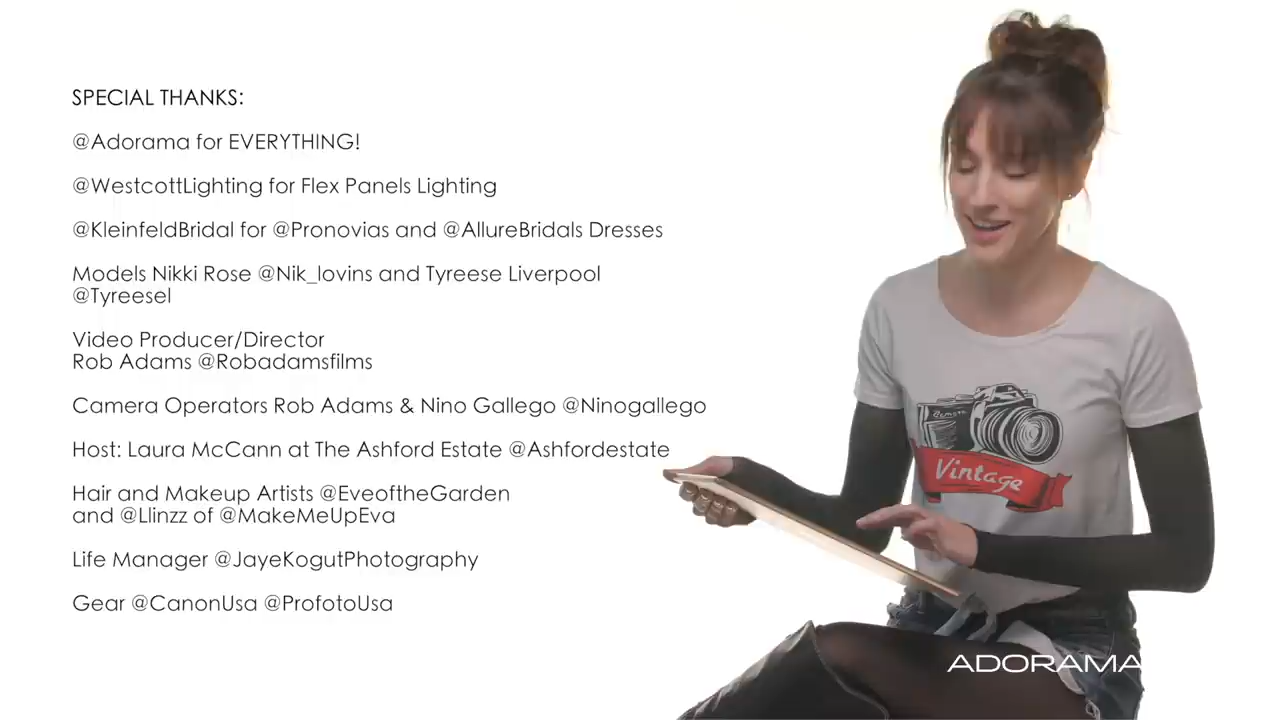 SPECIAL THANKS:
@Adorama for EVERYTHING!
@WestcottLighting for Flex Panels Lighting
@KleinfeldBridal for @Pronovias and @AllureBridals Dresses
Models Nikki Rose @Nik_lovins and Tyreese Liverpool
@Tyreesel
Video Producer/Director
Rob Adams @Robadamsfilms
Camera Operators Rob Adams & Nino Gallego @Ninogallego
Host: Laura McCann at The Ashford Estate @Ashfordestate
Hair and Makeup Artists @EveoftheGarden
and @Llinzz of @MakeMeUpEva
Life Manager @JayeKogutPhotography
Gear @CanonUsa @ProfotoUsa
Camera
Vintage
ADORAMA